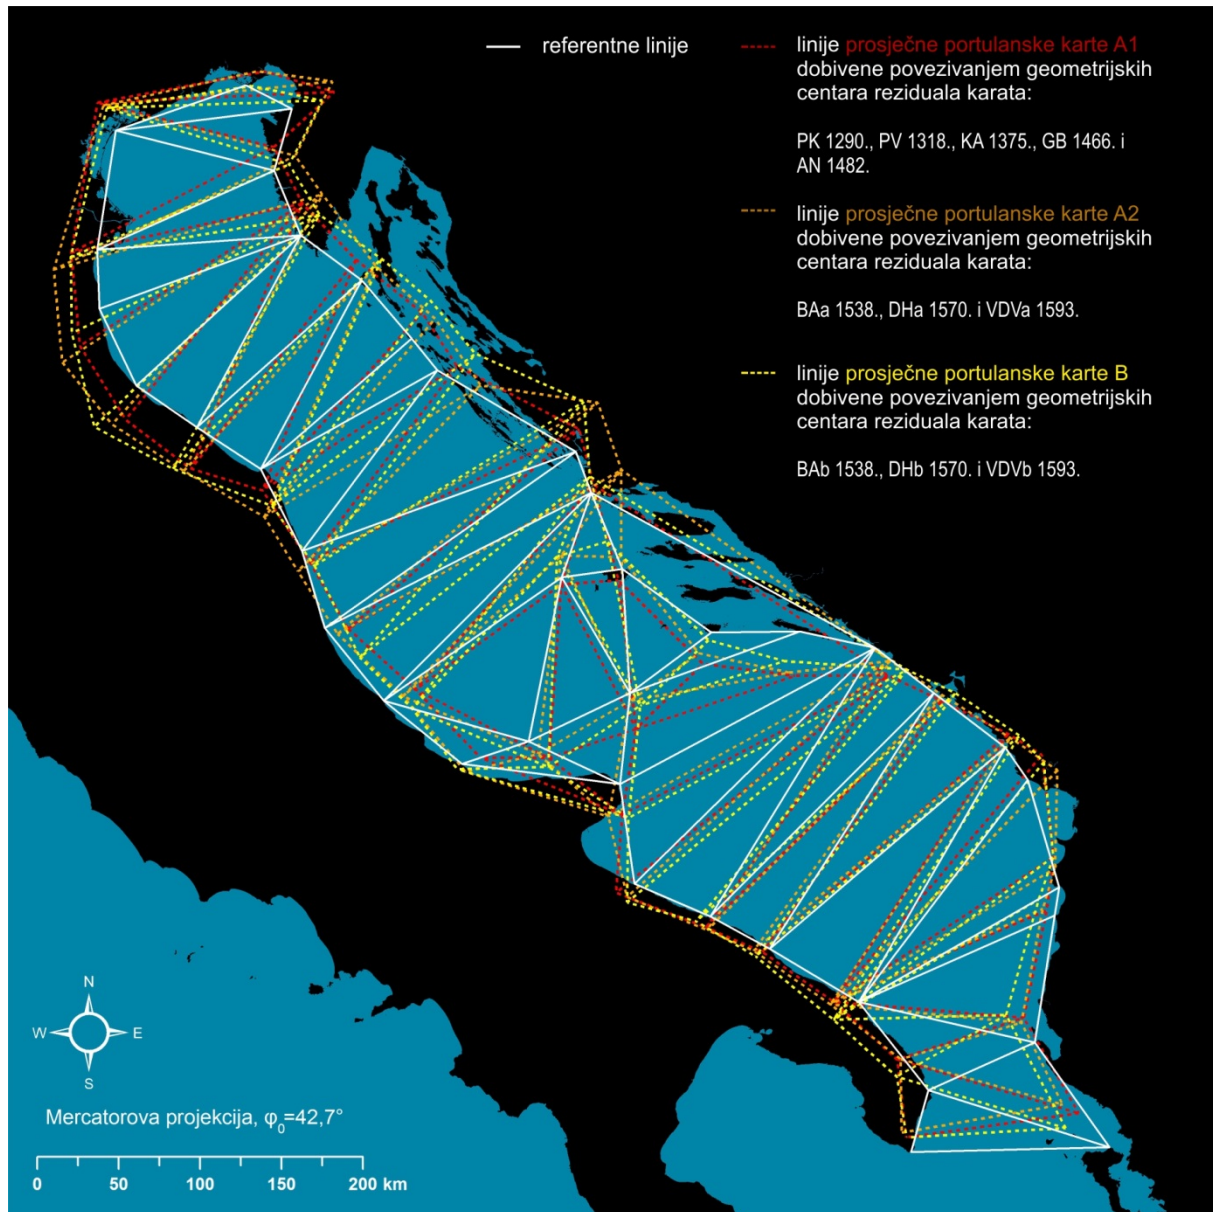 referentne linije
linije prosječne portulanske karte A1
dobivene povezivanjem geometrijskih
centara reziduala karata:
PK 1290., PV 1318., KA 1375., GB 1466. i
AN 1482.
linije prosječne portulanske karte A2
dobivene povezivanjem geometrijskih
centara reziduala karata:
BAa 1538., DHa 1570. i VDVa 1593.
linije prosječne portulanske karte B
dobivene povezivanjem geometrijskih
centara reziduala karata:
BAb 1538., DHb 1570. i VDVb 1593.
N
W E
S
Mercatorova projekcija, φ₀=42,7°
0 50 100 150 200 km